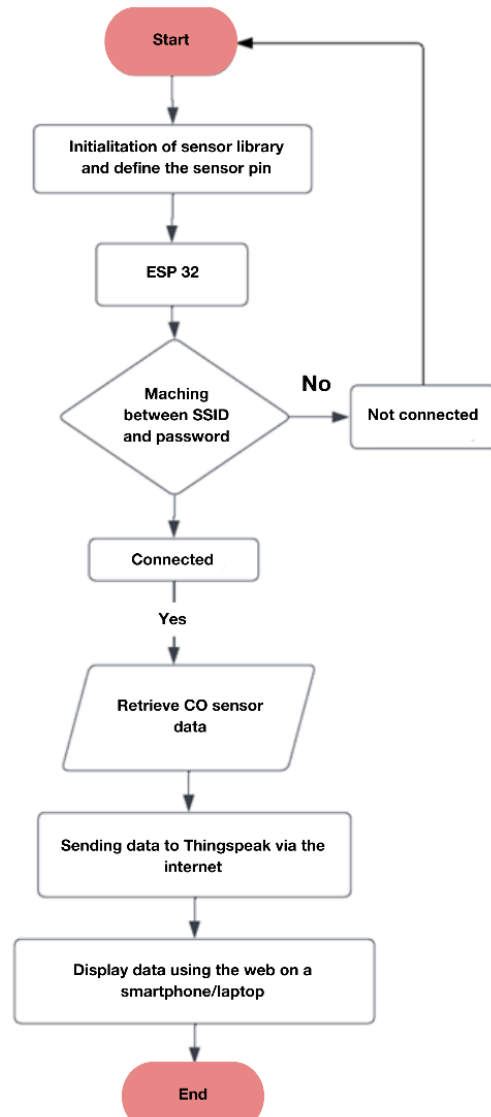 Start
Initialitation of sensor library
and define the sensor pin
ESP 32
Maching
between SSID
and password
No
Not connected
Connected
Yes
Retrieve CO sensor
data
Sending data to Thingspeak via the
internet
Display data using the web on a
smartphone/laptop
End